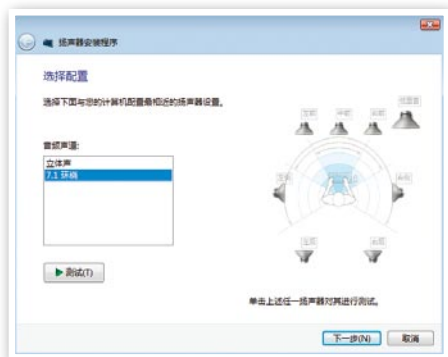 扬声器安装程序
选择配置
选择下面与您的计算机配置最相近的扬声器设置。
音频声道:
立体声
7.1 环绕
测试(T)
单击上述任一扬声器对其进行测试。
下一步(N)
取消